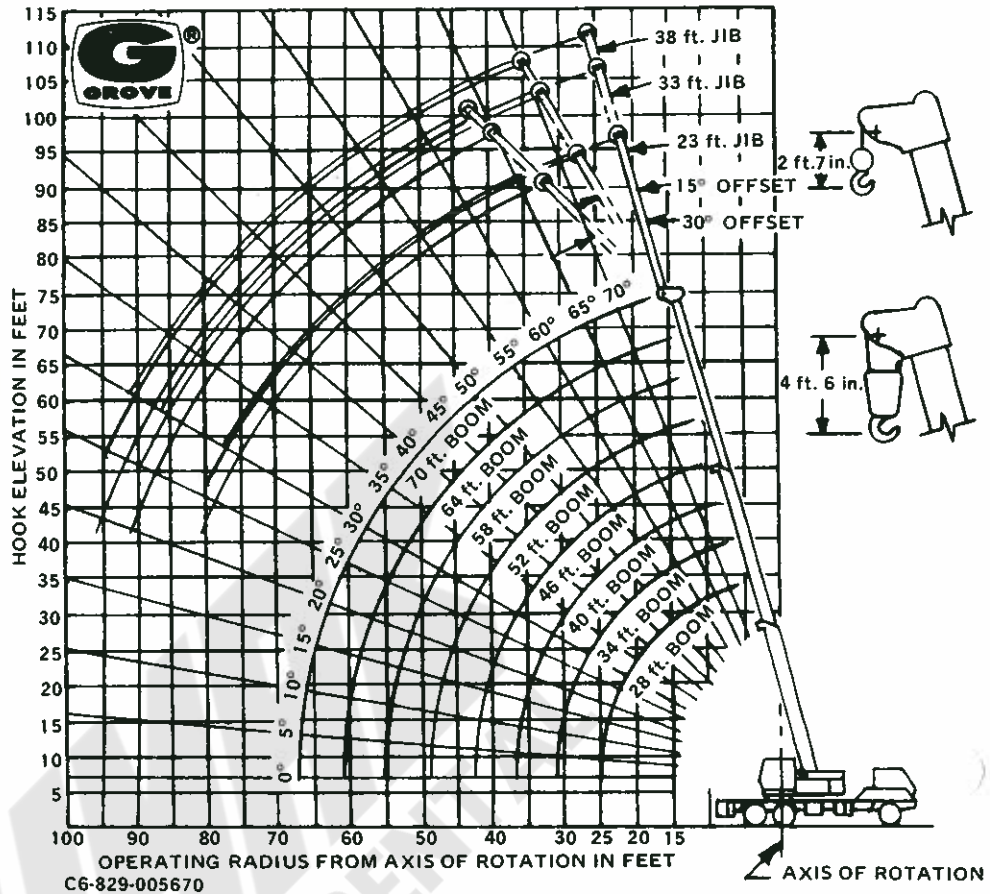 G ®
GROVE
HOOK ELEVATION IN FEET
115
110
105
100
95
90
85
80
75
70
65
60
55
50
45
40
35
30
25
20
15
10
5
38 ft. JIB
33 ft. JIB
23 ft. JIB
15° OFFSET
30° OFFSET
2 ft.7 in.
4 ft. 6 in.
0°
5°
10°
15°
20°
25°
30°
35°
40°
45°
50°
55°
60°
65°
70°
70 ft. BOOM
64 ft. BOOM
58 ft. BOOM
52 ft. BOOM
46 ft. BOOM
40 ft. BOOM
34 ft. BOOM
28 ft. BOOM
100 90 80 70 60 50 40 30 25 20 15
OPERATING RADIUS FROM AXIS OF ROTATION IN FEET
AXIS OF ROTATION
C6-829-005670
RENTAL